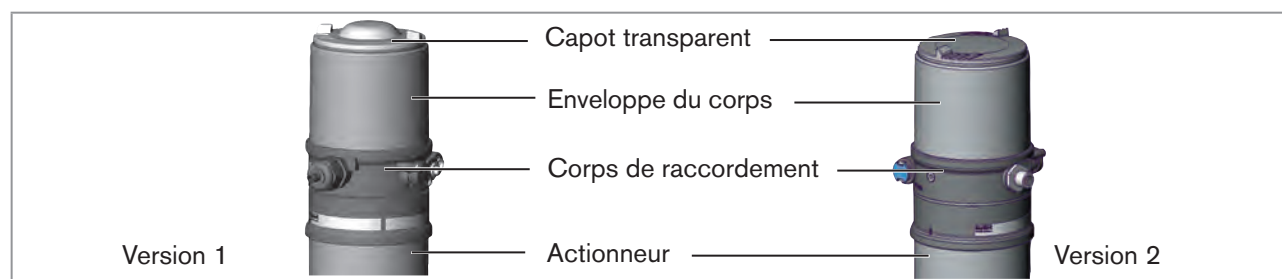 Capot transparent
Enveloppe du corps
Corps de raccordement
Version 1
Actionneur
Version 2